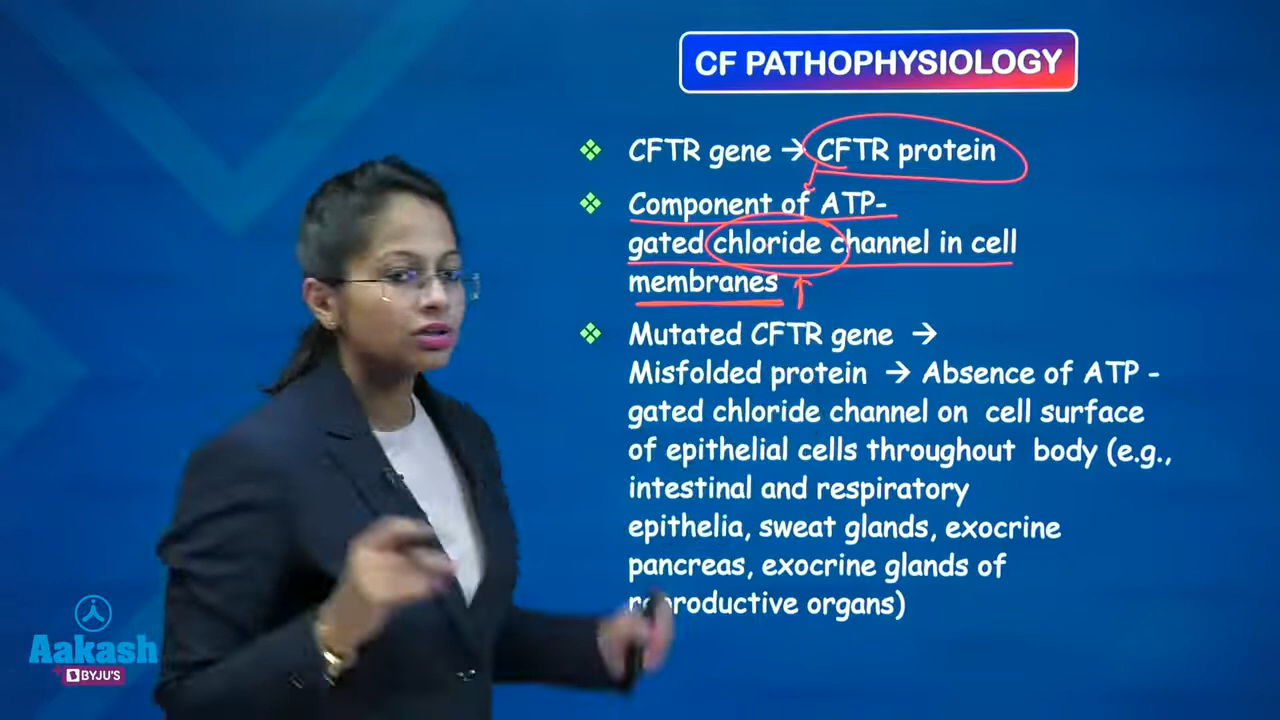 CF PATHOPHYSIOLOGY
CFTR gene → CFTR protein
Component of ATP-
gated chloride channel in cell
membranes
Mutated CFTR gene →
Misfolded protein → Absence of ATP -
gated chloride channel on cell surface
of epithelial cells throughout body (e.g.,
intestinal and respiratory
epithelia, sweat glands, exocrine
pancreas, exocrine glands of
reproductive organs)
Aakash
BYJU'S